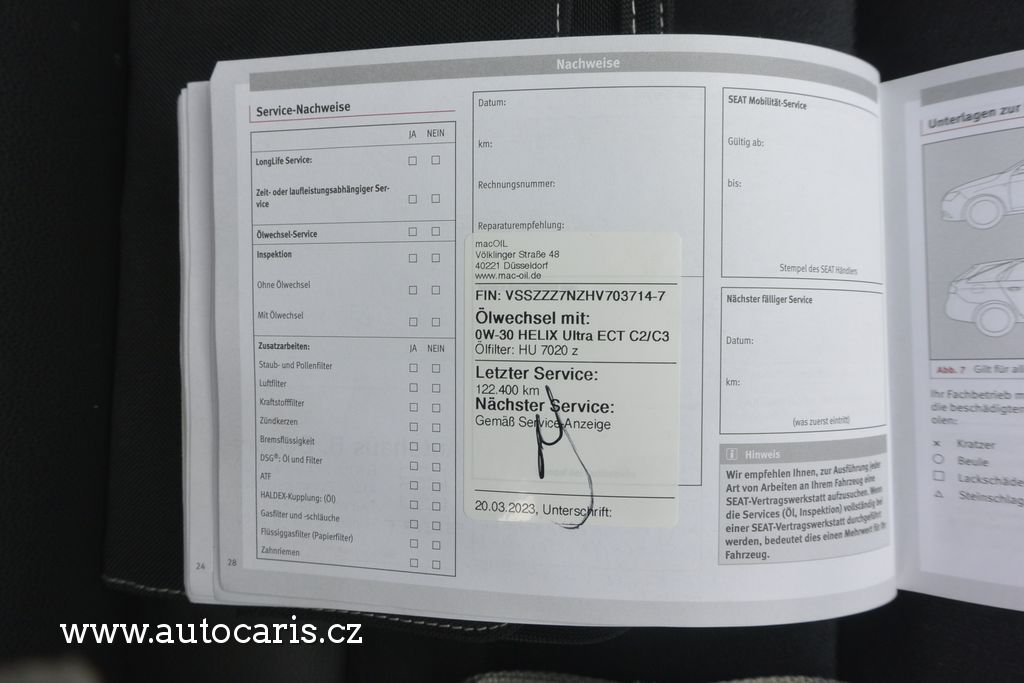 Nachweise
Service-Nachweise
JA NEIN
LongLife Service:
Zeit- oder laufleistungsabhängiger Ser-
vice
Ölwechsel-Service
Inspektion
Ohne Ölwechsel
Mit Ölwechsel
Zusatzarbeiten: JA NEIN
Staub- und Pollenfilter
Luftfilter
Kraftstofffilter
Zündkerzen
Bremsflüssigkeit
DSG®: Öl und Filter
ATF
HALDEX-Kupplung: (Öl)
Gasfilter und -schläuche
Flüssiggasfilter (Papierfilter)
Zahnriemen
24 28
Datum:
km:
Rechnungsnummer:
Reparaturempfehlung:
macOIL
Völklinger Straße 48
40221 Düsseldorf
www.mac-oil.de
FIN: VSSZZZ7NZHV703714-7
Ölwechsel mit:
0W-30 HELIX Ultra ECT C2/C3
Ölfilter: HU 7020 z
Letzter Service:
122.400 km
Nächster Service:
Gemäß Service-Anzeige
20.03.2023, Unterschrift:
SEAT Mobilität-Service
Gültig ab:
bis:
Stempel des SEAT Händlers
Nächster fälliger Service
Datum:
km:
(was zuerst eintritt)
i Hinweis
Wir empfehlen Ihnen, zur Ausführung jeder
Art von Arbeiten an Ihrem Fahrzeug eine
SEAT-Vertragswerkstatt aufzusuchen. Wenn
die Services (Öl, Inspektion) vollständig bei
einer SEAT-Vertragswerkstatt durchgeführt
werden, bedeutet dies einen Mehrwert für Ihr
Fahrzeug.
Unterlagen zur
Abb. 7 Gilt für all
Ihr Fachbetrieb
die beschädigten
olen:
× Kratzer
○ Beule
□ Lackschäde
△ Steinschlag
www.autocaris.cz